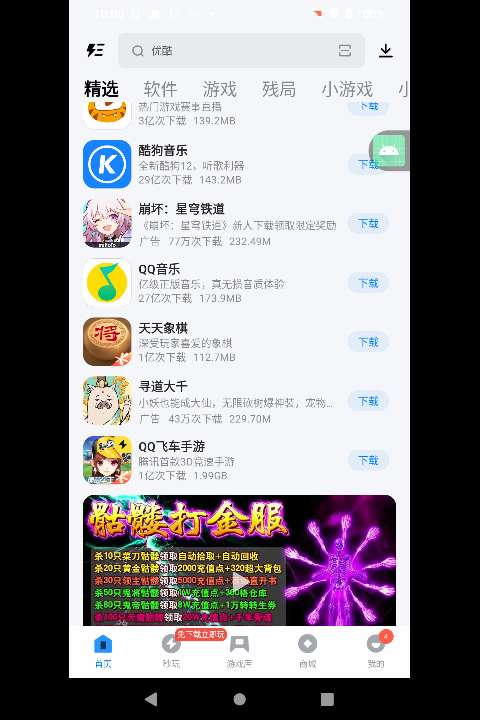 优酷
精选 软件 游戏 残局 小游戏
热门游戏赛事直播
3亿次下载 139.2MB
下载
酷狗音乐
全新酷狗12，听歌利器
29亿次下载 143.2MB
下载
崩坏：星穹铁道
《崩坏：星穹铁道》新人下载领取限定奖励
广告 77万次下载 232.49M
下载
QQ音乐
亿级正版音乐，真无损音质体验
27亿次下载 173.9MB
下载
天天象棋
深受玩家喜爱的象棋
1亿次下载 112.7MB
下载
寻道大千
小妖也能成大仙，无限砍树爆神装，宠物...
广告 43万次下载 229.70M
下载
QQ飞车手游
腾讯首款3D竞速手游
1亿次下载 1.99GB
下载
骷髅打金服
杀10只菜刀骷髅领取自动拾取+自动回收
杀20只黄金骷髅领取2000充值点+320超大背包
杀30只领主骷髅领取5000充值点+
直升书
杀50只鬼将骷髅领取1W充值点+
格仓库
杀80只鬼帝骷髅领取8W充值点+1万转转生券
先下载立即玩
4
首页 秒玩 游戏库 商城 我的